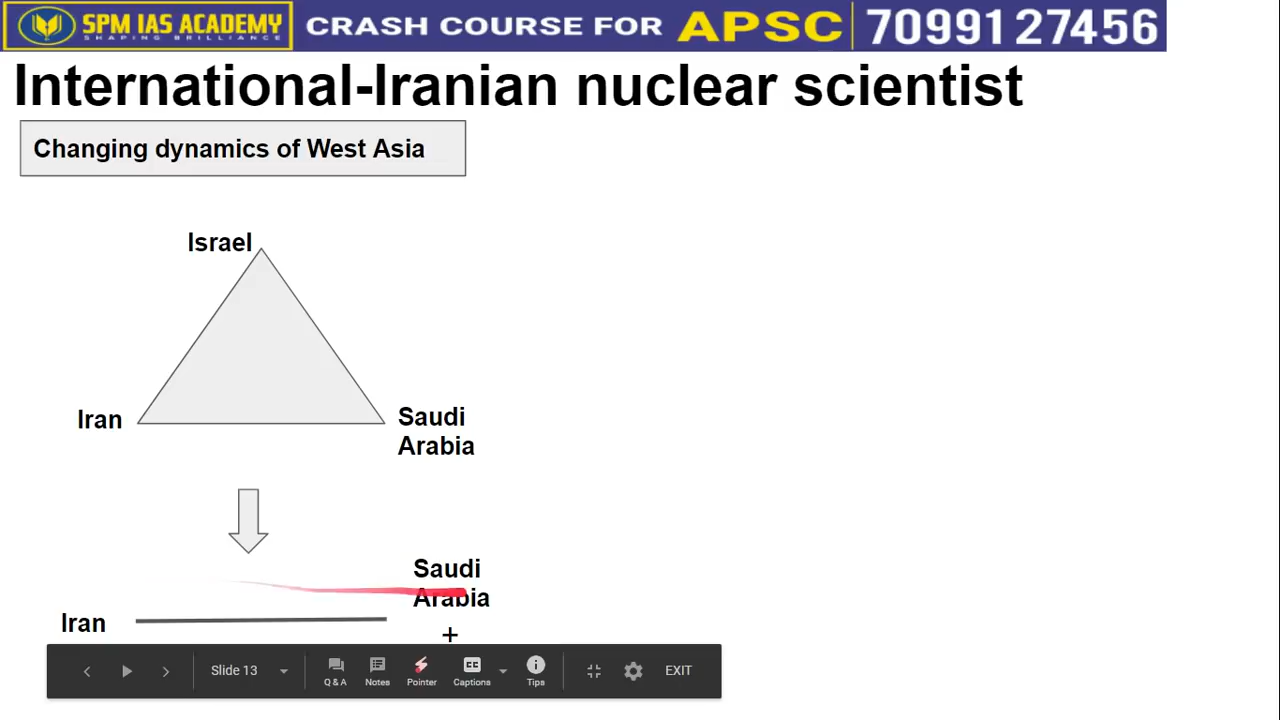 SPM IAS ACADEMY
SHAPING BRILLIANCE
CRASH COURSE FOR APSC 70991 27456
International-Iranian nuclear scientist
Changing dynamics of West Asia
Israel
Iran
Saudi
Arabia
Saudi
Arabia
Iran
+
Slide 13
Q & A
Notes
Pointer
Captions
Tips
EXIT